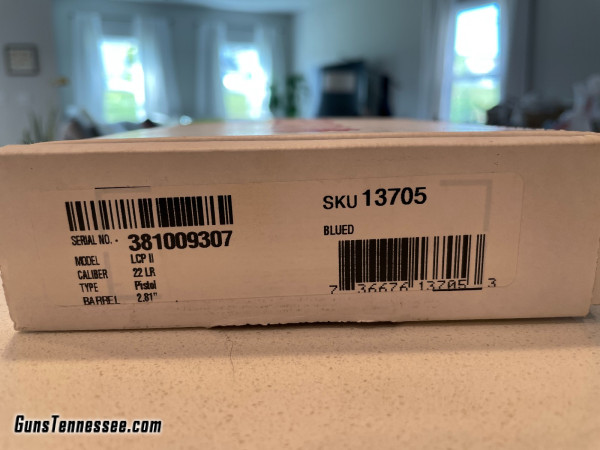 SERIAL NO. - 381009307
MODEL LCP II
CALIBER 22 LR
TYPE Pistol
BARREL 2.81"
SKU 13705
BLUED
7 36676 13705 3
GunsTennessee.com